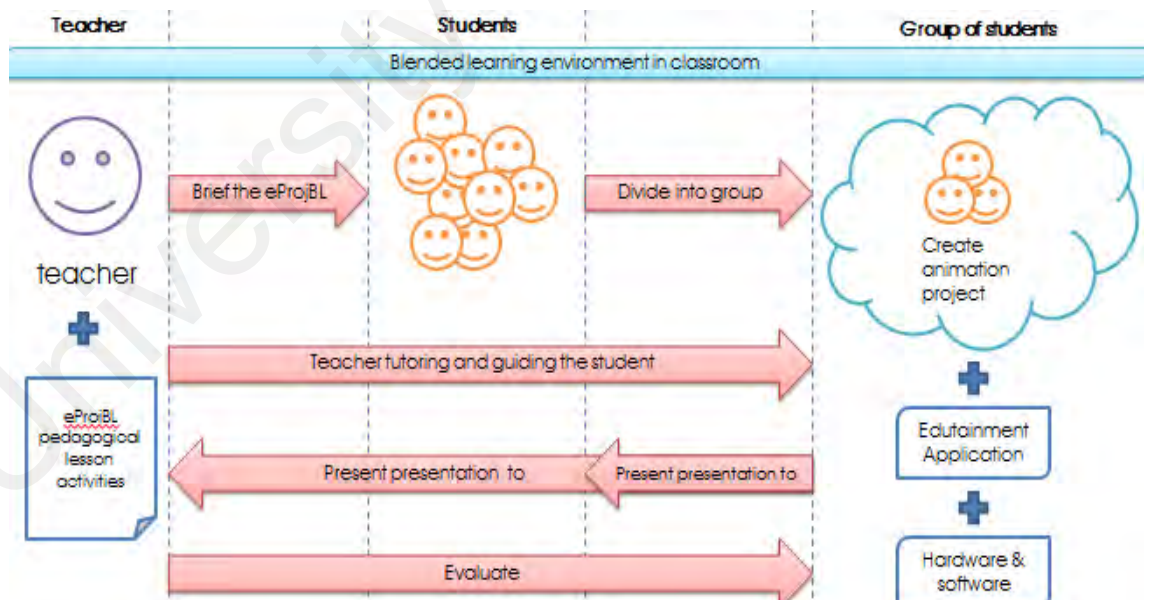 Teacher
Students
Group of students
Blended learning environment in classroom
Brief the eProjBL
Divide into group
teacher
Create
animation
project
Teacher tutoring and guiding the student
eProjBL
pedagogical
lesson
activities
Edutainment
Application
Present presentation to
Present presentation to
Evaluate
Hardware &
software
University